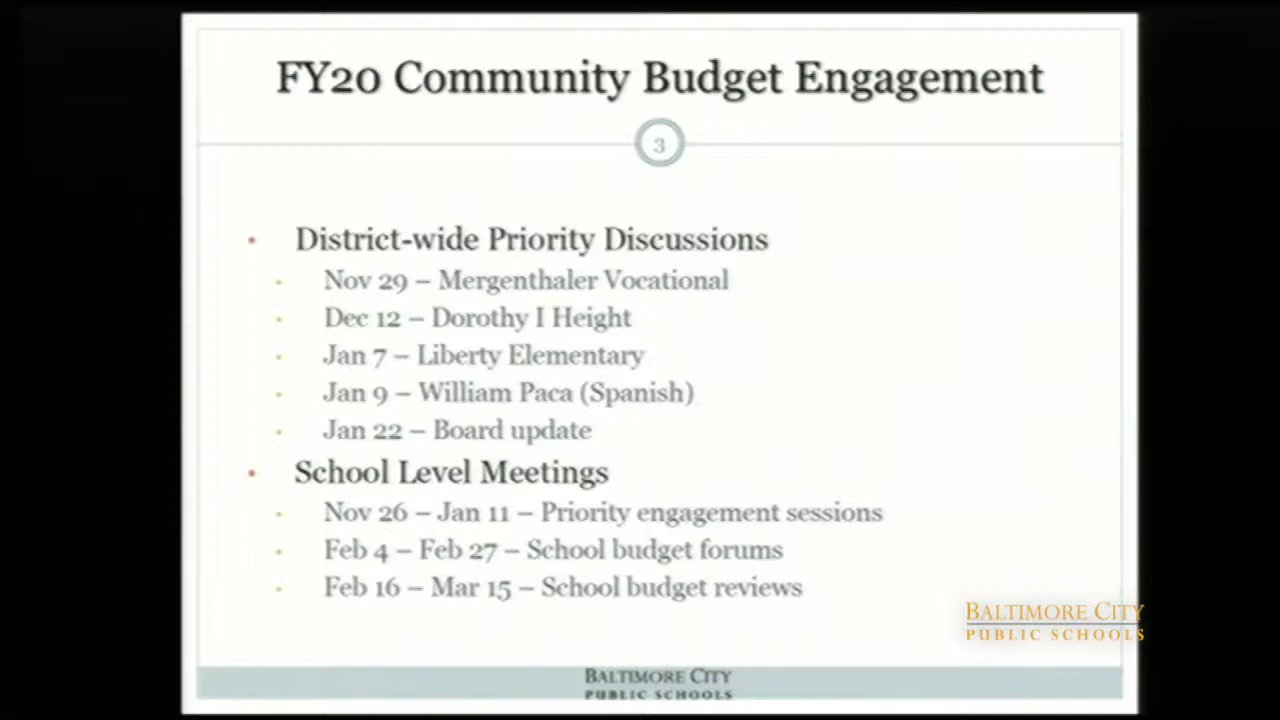 FY20 Community Budget Engagement
3
• District-wide Priority Discussions
• Nov 29 – Mergenthaler Vocational
• Dec 12 – Dorothy I Height
• Jan 7 – Liberty Elementary
• Jan 9 – William Paca (Spanish)
• Jan 22 – Board update
• School Level Meetings
• Nov 26 – Jan 11 – Priority engagement sessions
• Feb 4 – Feb 27 – School budget forums
• Feb 16 – Mar 15 – School budget reviews
BALTIMORE CITY
PUBLIC SCHOOLS
BALTIMORE CITY
PUBLIC SCHOOLS